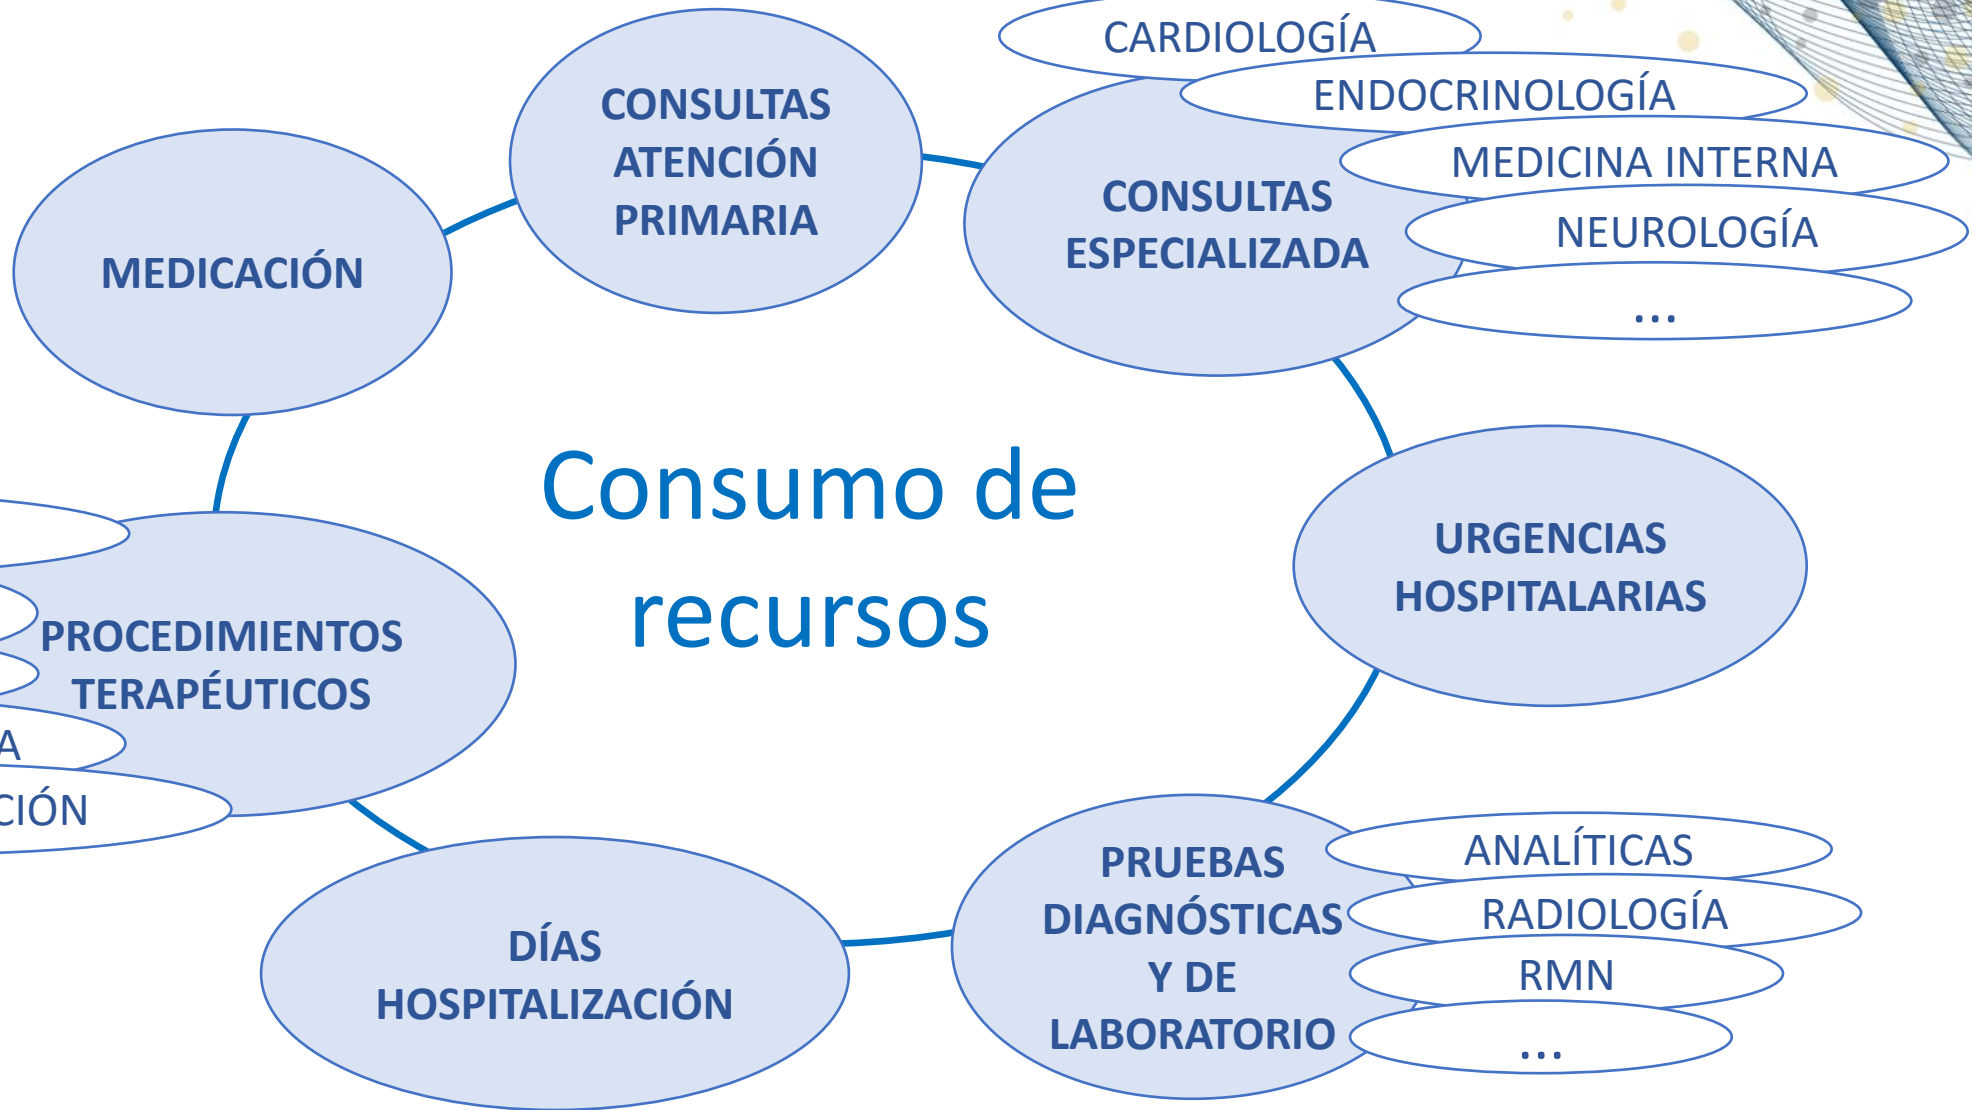 CARDIOLOGÍA
ENDOCRINOLOGÍA
MEDICINA INTERNA
NEUROLOGÍA
...
CONSULTAS
ATENCIÓN
PRIMARIA
CONSULTAS
ESPECIALIZADA
MEDICACIÓN
Consumo de
recursos
URGENCIAS
HOSPITALARIAS
PROCEDIMIENTOS
TERAPÉUTICOS
A
CIÓN
PRUEBAS
DIAGNÓSTICAS
Y DE
LABORATORIO
ANALÍTICAS
RADIOLOGÍA
RMN
...
DÍAS
HOSPITALIZACIÓN